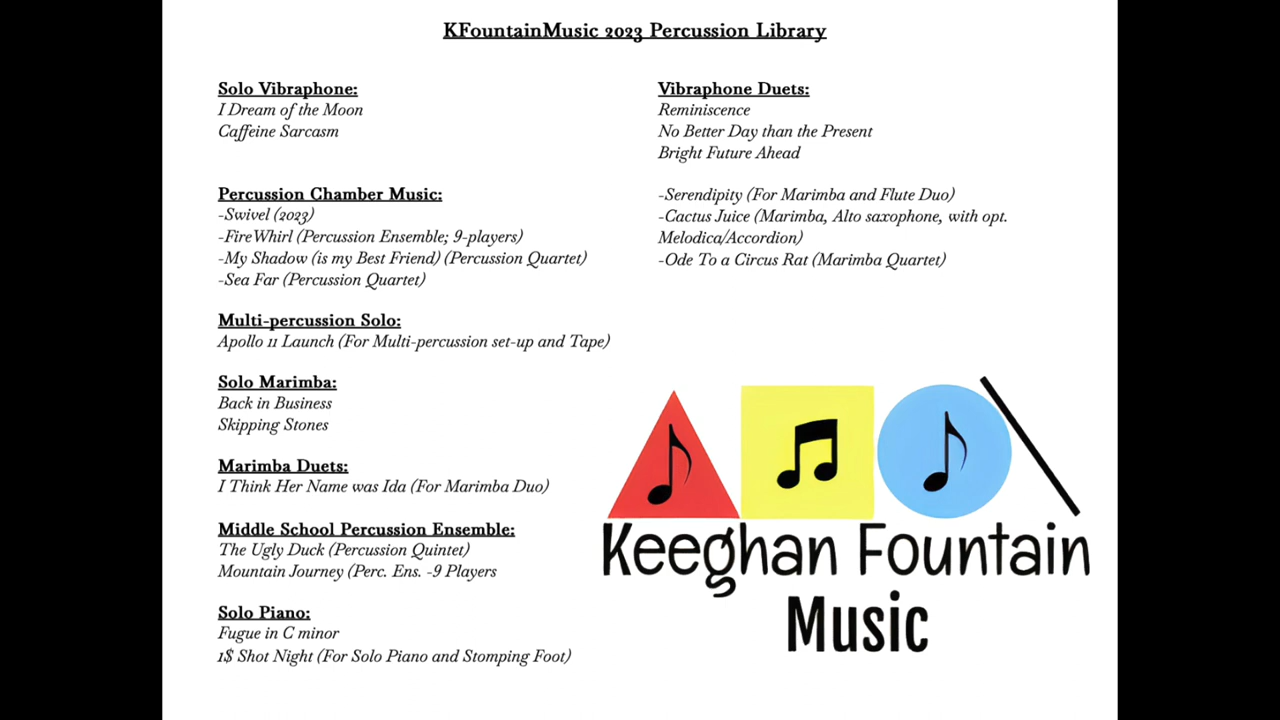 KFountainMusic 2023 Percussion Library
Solo Vibraphone:
I Dream of the Moon
Caffeine Sarcasm
Percussion Chamber Music:
-Swivel (2023)
-FireWhirl (Percussion Ensemble; 9-players)
-My Shadow (is my Best Friend) (Percussion Quartet)
-Sea Far (Percussion Quartet)
Multi-percussion Solo:
Apollo 11 Launch (For Multi-percussion set-up and Tape)
Solo Marimba:
Back in Business
Skipping Stones
Marimba Duets:
I Think Her Name was Ida (For Marimba Duo)
Middle School Percussion Ensemble:
The Ugly Duck (Percussion Quintet)
Mountain Journey (Perc. Ens. -9 Players
Solo Piano:
Fugue in C minor
1$ Shot Night (For Solo Piano and Stomping Foot)
Vibraphone Duets:
Reminiscence
No Better Day than the Present
Bright Future Ahead
-Serendipity (For Marimba and Flute Duo)
-Cactus Juice (Marimba, Alto saxophone, with opt.
Melodica/Accordion)
-Ode To a Circus Rat (Marimba Quartet)
Keeghan Fountain
Music